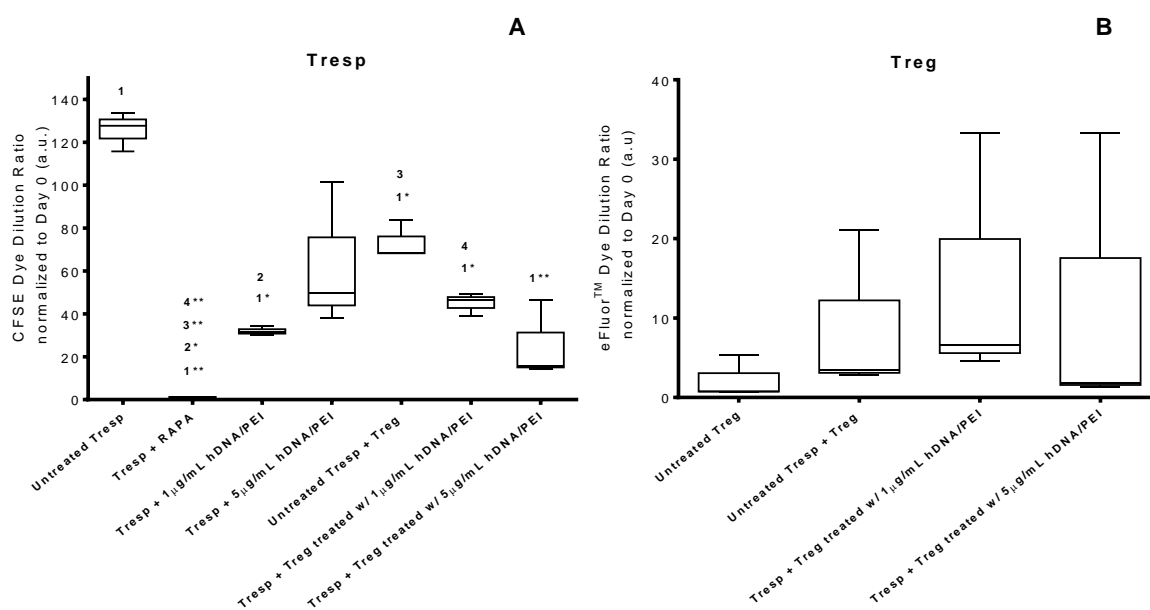 A
Tresp
CFSE Dye Dilution Ratio
normalized to Day 0 (a.u.)
140
120
100
80
60
40
20
0
1
4**
3**
2*
1**
2
1*
3
1*
4
1*
1**
Untreated Tresp
Tresp + RAPA
Tresp + 1µg/mL hDNA/PEI
Tresp + 5µg/mL hDNA/PEI
Untreated Tresp + Treg
Tresp + Treg treated w/ 1µg/mL hDNA/PEI
Tresp + Treg treated w/ 5µg/mL hDNA/PEI
B
Treg
eFluor™ Dye Dilution Ratio
normalized to Day 0 (a.u)
40
30
20
10
0
Untreated Treg
Untreated Tresp + Treg
Tresp + Treg treated w/ 1µg/mL hDNA/PEI
Tresp + Treg treated w/ 5µg/mL hDNA/PEI